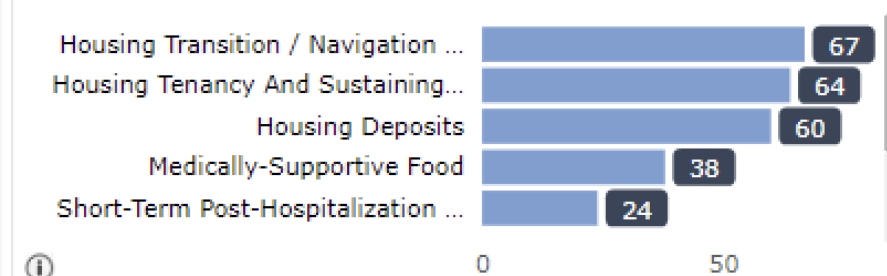 Housing Transition / Navigation ... 67
Housing Tenancy And Sustaining... 64
Housing Deposits 60
Medically-Supportive Food 38
Short-Term Post-Hospitalization ... 24
0 50